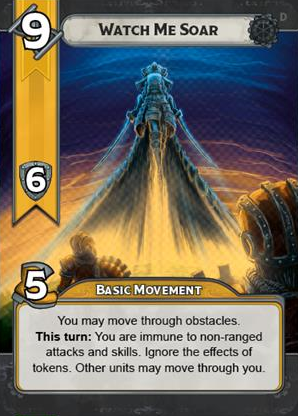 9
WATCH ME SOAR
D
6
5
BASIC MOVEMENT
You may move through obstacles.
This turn: You are immune to non-ranged
attacks and skills. Ignore the effects of
tokens. Other units may move through you.